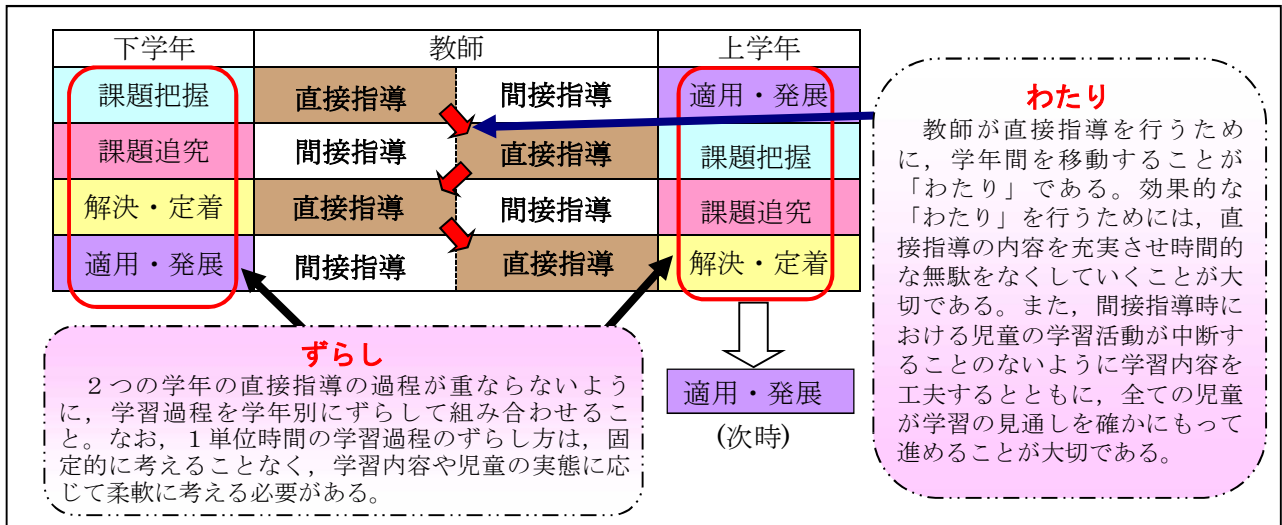 下学年 教師 上学年
課題把握 直接指導 間接指導 適用・発展
課題追究 間接指導 直接指導 課題把握
解決・定着 直接指導 間接指導 課題追究
適用・発展 間接指導 直接指導 解決・定着
わたり
教師が直接指導を行うため
に，学年間を移動することが
「わたり」である。効果的な
「わたり」を行うためには，直
接指導の内容を充実させ時間的
な無駄をなくしていくことが大
切である。また，間接指導時に
おける児童の学習活動が中断す
ることのないように学習内容を
工夫するとともに，全ての児童
が学習の見通しを確かにもって
進めることが大切である。
ずらし
２つの学年の直接指導の過程が重ならないよう
に，学習過程を学年別にずらして組み合わせるこ
と。なお，１単位時間の学習過程のずらし方は，固
定的に考えることなく，学習内容や児童の実態に応
じて柔軟に考える必要がある。
適用・発展
(次時)